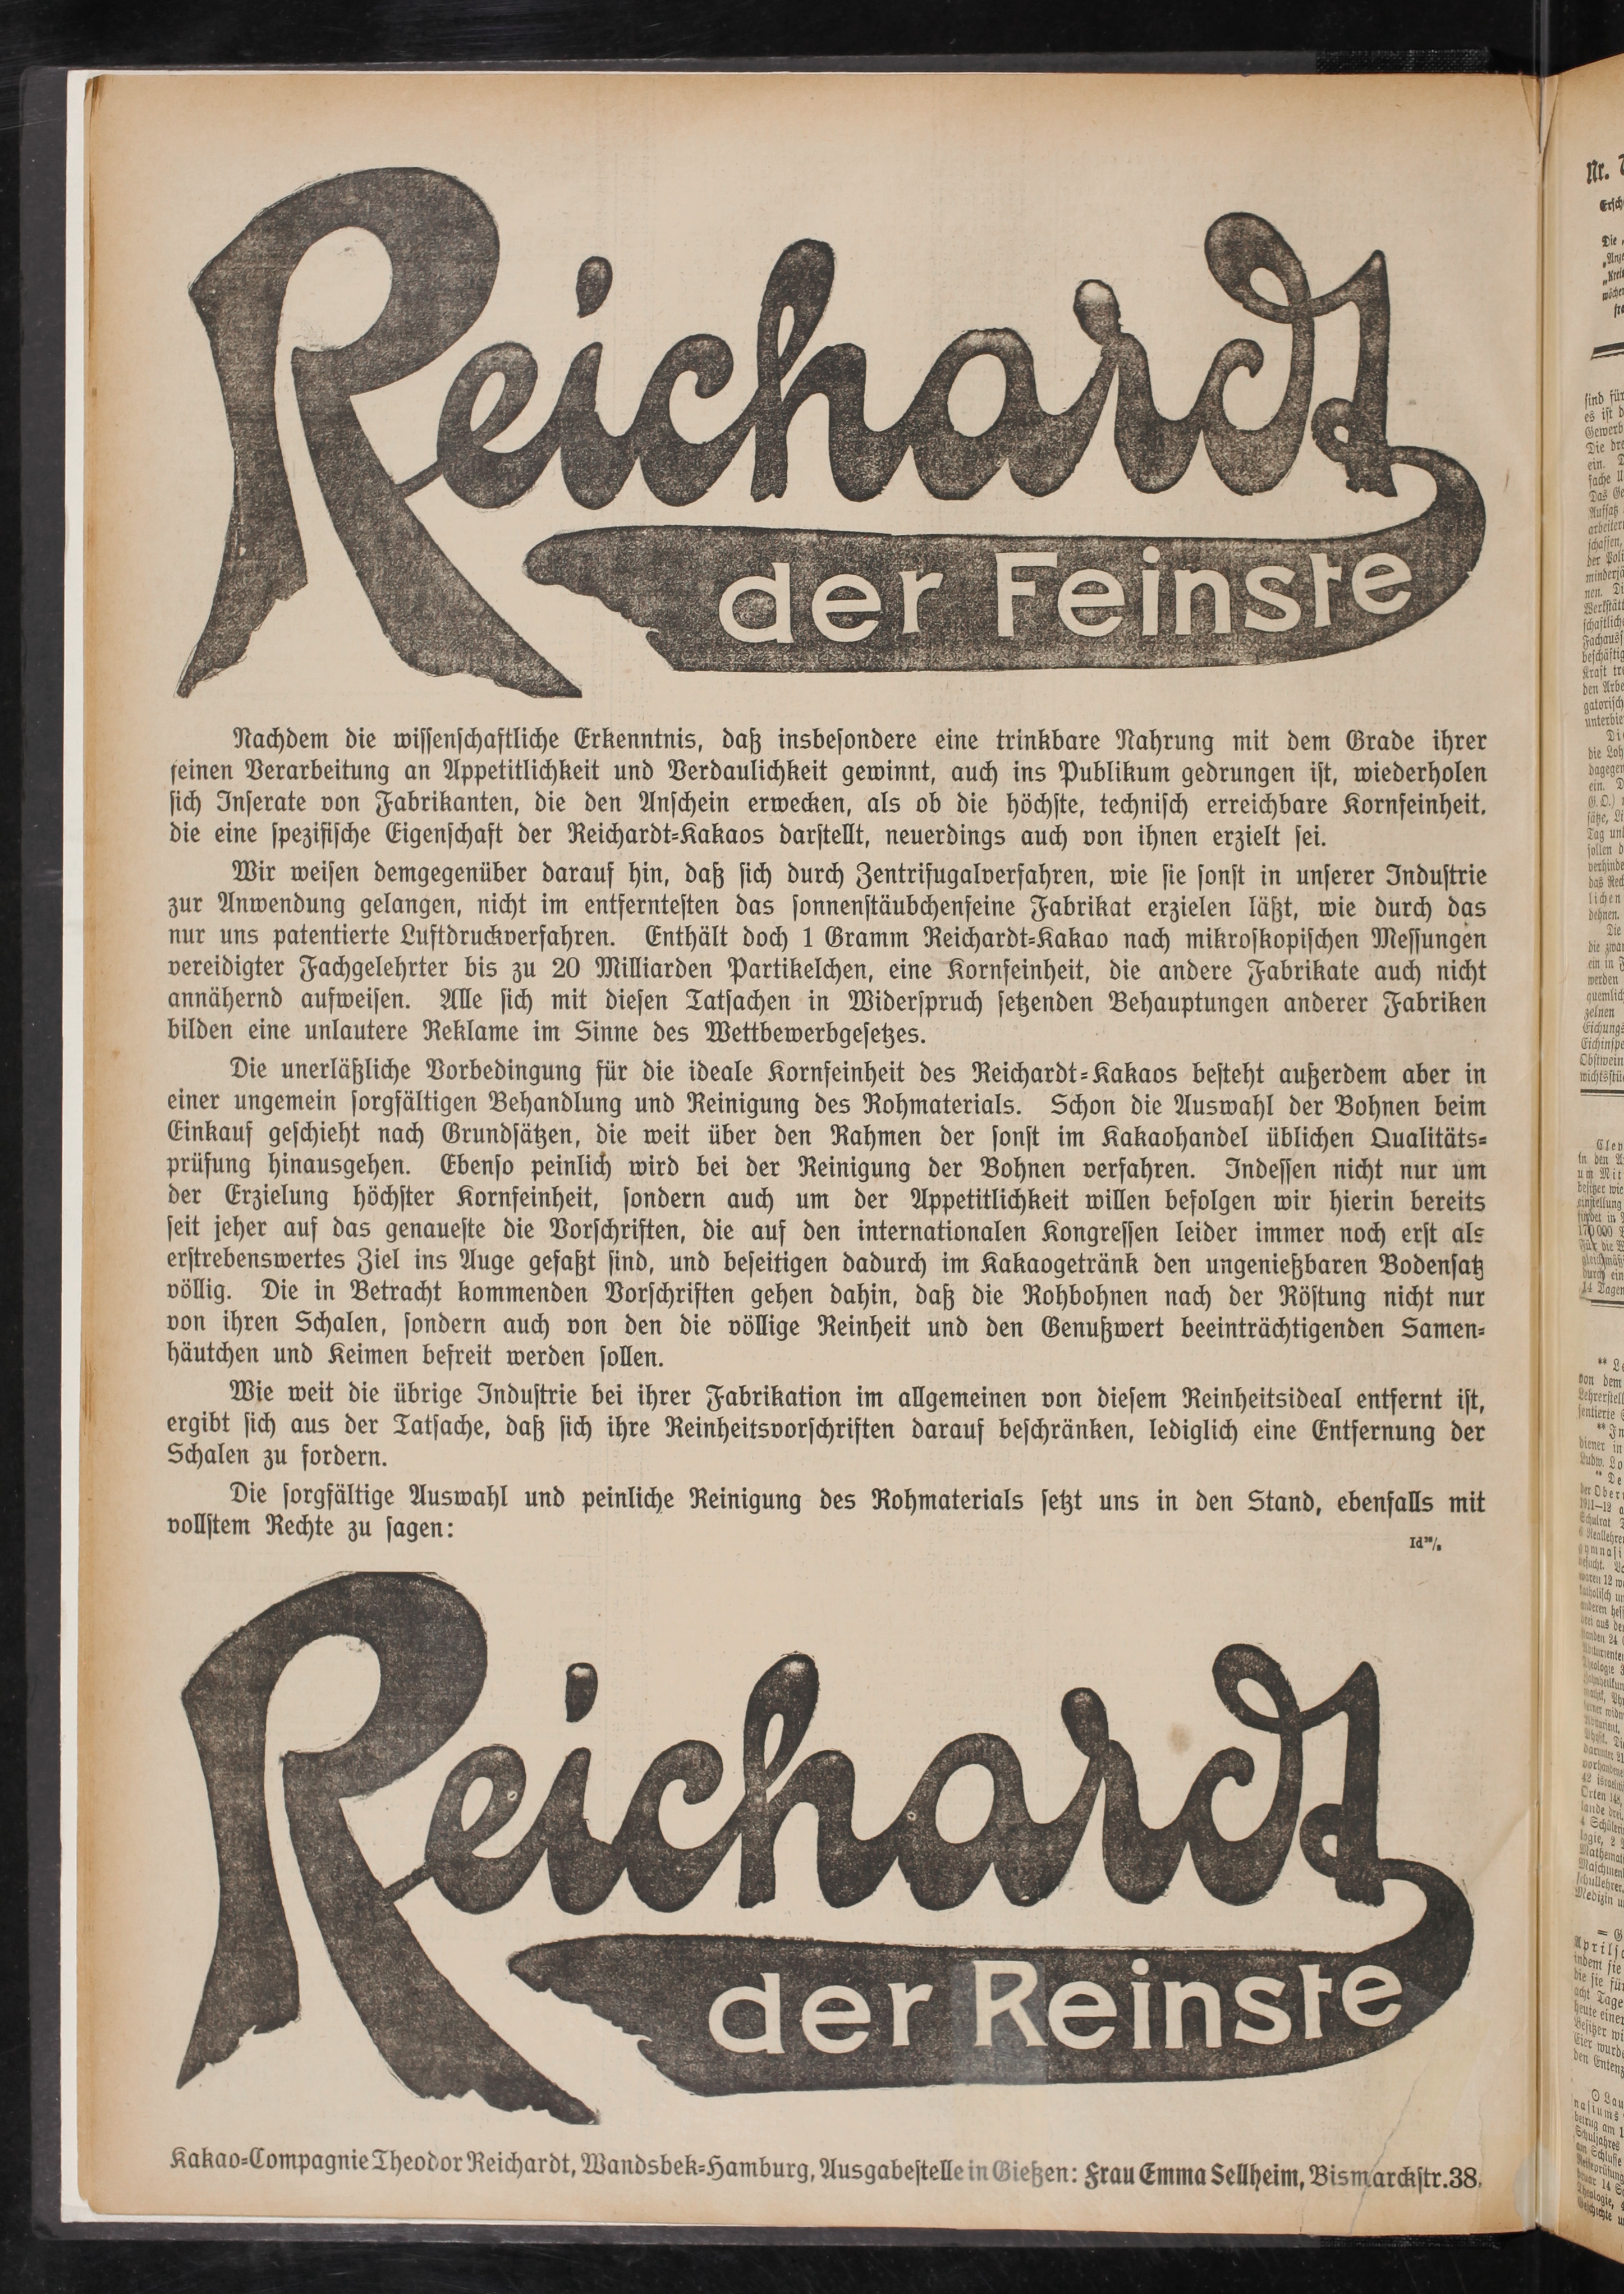 Reichardt
der Feinste
Nachdem die wissenschaftliche Erkenntnis, daß insbesondere eine trinkbare Nahrung mit dem Grade ihrer
feinen Verarbeitung an Appetitlichkeit und Verdaulichkeit gewinnt, auch ins Publikum gedrungen ist, wiederholen
sich Inserate von Fabrikanten, die den Anschein erwecken, als ob die höchste, technisch erreichbare Kornfeinheit,
die eine spezifische Eigenschaft der Reichardt-Kakaos darstellt, neuerdings auch von ihnen erzielt sei.
Wir weisen demgegenüber darauf hin, daß sich durch Zentrifugalverfahren, wie sie sonst in unserer Industrie
zur Anwendung gelangen, nicht im entferntesten das sonnenstäubchenfeine Fabrikat erzielen läßt, wie durch das
nur uns patentierte Luftdruckverfahren. Enthält doch 1 Gramm Reichardt-Kakao nach mikroskopischen Messungen
vereidigter Fachgelehrter bis zu 20 Milliarden Partikelchen, eine Kornfeinheit, die andere Fabrikate auch nicht
annähernd aufweisen. Alle sich mit diesen Tatsachen in Widerspruch setzenden Behauptungen anderer Fabriken
bilden eine unlautere Reklame im Sinne des Wettbewerbgesetzes.
Die unerläßliche Vorbedingung für die ideale Kornfeinheit des Reichardt-Kakaos besteht außerdem aber in
einer ungemein sorgfältigen Behandlung und Reinigung des Rohmaterials. Schon die Auswahl der Bohnen beim
Einkauf geschieht nach Grundsätzen, die weit über den Rahmen der sonst im Kakaohandel üblichen Qualitäts-
prüfung hinausgehen. Ebenso peinlich wird bei der Reinigung der Bohnen verfahren. Indessen nicht nur um
der Erzielung höchster Kornfeinheit, sondern auch um der Appetitlichkeit willen befolgen wir hierin bereits
seit jeher auf das genaueste die Vorschriften, die auf den internationalen Kongressen leider immer noch erst als
erstrebenswertes Ziel ins Auge gefaßt sind, und beseitigen dadurch im Kakaogetränk den ungenießbaren Bodensatz
völlig. Die in Betracht kommenden Vorschriften gehen dahin, daß die Rohbohnen nach der Röstung nicht nur
von ihren Schalen, sondern auch von den die völlige Reinheit und den Genußwert beeinträchtigenden Samen-
häutchen und Keimen befreit werden sollen.
Wie weit die übrige Industrie bei ihrer Fabrikation im allgemeinen von diesem Reinheitsideal entfernt ist,
ergibt sich aus der Tatsache, daß sich ihre Reinheitsvorschriften darauf beschränken, lediglich eine Entfernung der
Schalen zu fordern.
Die sorgfältige Auswahl und peinliche Reinigung des Rohmaterials setzt uns in den Stand, ebenfalls mit
vollstem Rechte zu sagen:
Reichardt
der Reinste
Kakao-Compagnie Theodor Reichardt, Wandsbek-Hamburg, Ausgabestelle in Gießen: Frau Emma Sellheim, Bismarckstr. 38.